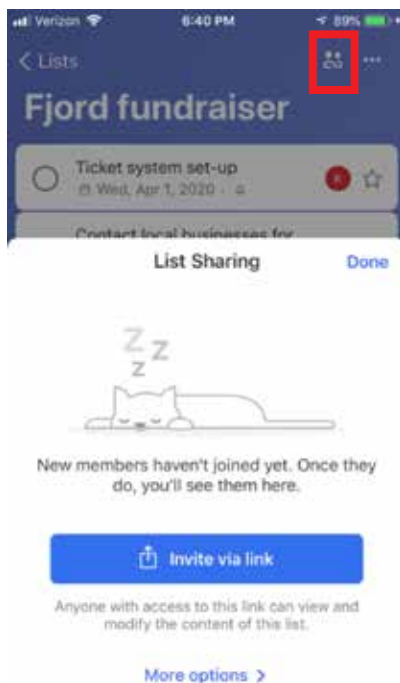 Verizon 6:40 PM 89%
Lists
Fjord fundraiser
Ticket system set-up
Wed, Apr 1, 2020
Contact local businesses for
List Sharing Done
Z Z
Z
New members haven't joined yet. Once they
do, you'll see them here.
Invite via link
Anyone with access to this link can view and
modify the content of this list.
More options